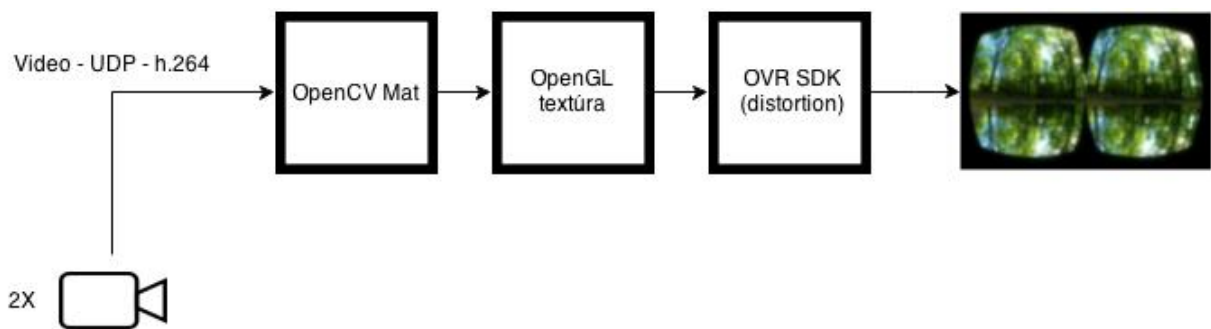 Video - UDP - h.264
OpenCV Mat
OpenGL
textúra
OVR SDK
(distortion)
2X